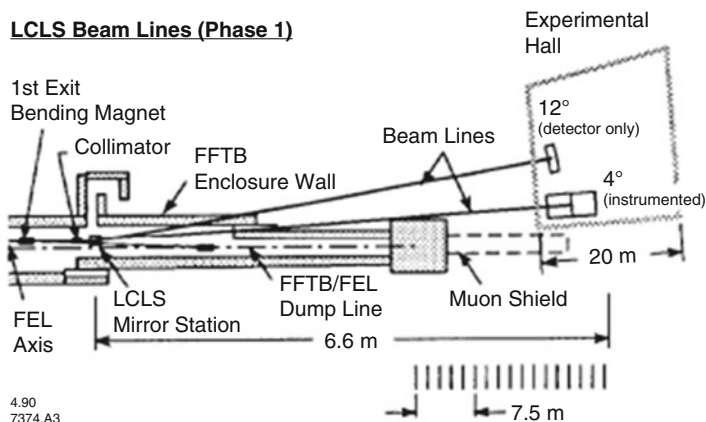 LCLS Beam Lines (Phase 1)
Experimental
Hall
1st Exit
Bending Magnet
Collimator
FFTB
Enclosure Wall
Beam Lines
12°
(detector only)
4°
(instrumented)
20 m
FEL
Axis
LCLS
Mirror Station
FFTB/FEL
Dump Line
Muon Shield
6.6 m
7.5 m
4.90
7374.A3